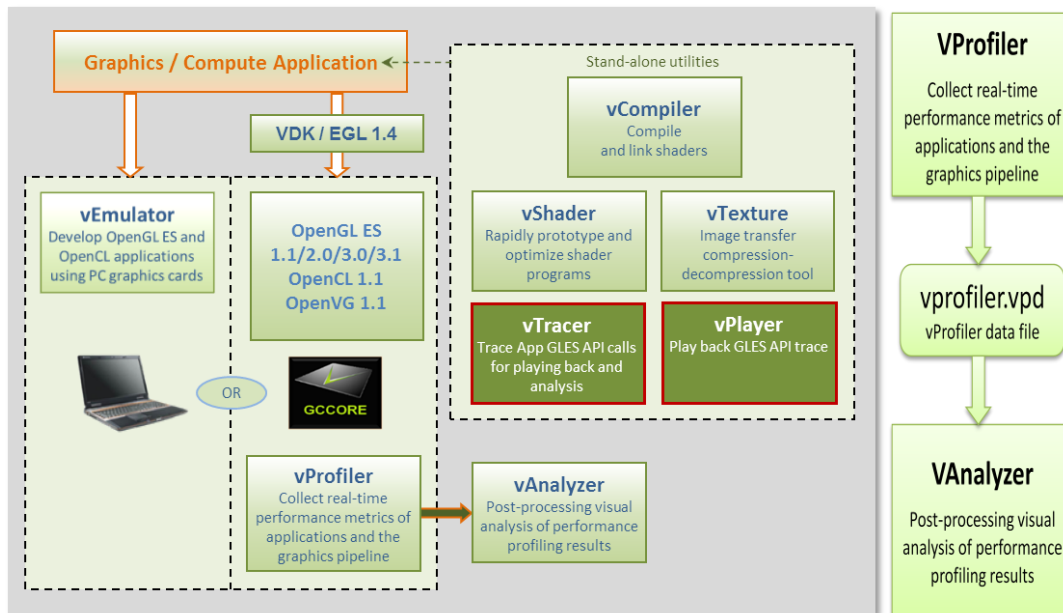 Graphics / Compute Application
VDK / EGL 1.4
vEmulator
Develop OpenGL ES and
OpenCL applications
using PC graphics cards
OpenGL ES
1.1/2.0/3.0/3.1
OpenCL 1.1
OpenVG 1.1
OR
GCCORE
vProfiler
Collect real-time
performance metrics of
applications and the
graphics pipeline
vAnalyzer
Post-processing visual
analysis of performance
profiling results
Stand-alone utilities
vCompiler
Compile
and link shaders
vShader
Rapidly prototype and
optimize shader
programs
vTexture
Image transfer
compression-
decompression tool
vTracer
Trace App GLES API calls
for playing back and
analysis
vPlayer
Play back GLES API trace
VProfiler
Collect real-time
performance metrics of
applications and the
graphics pipeline
vprofiler.vpd
vProfiler data file
VAnalyzer
Post-processing visual
analysis of performance
profiling results